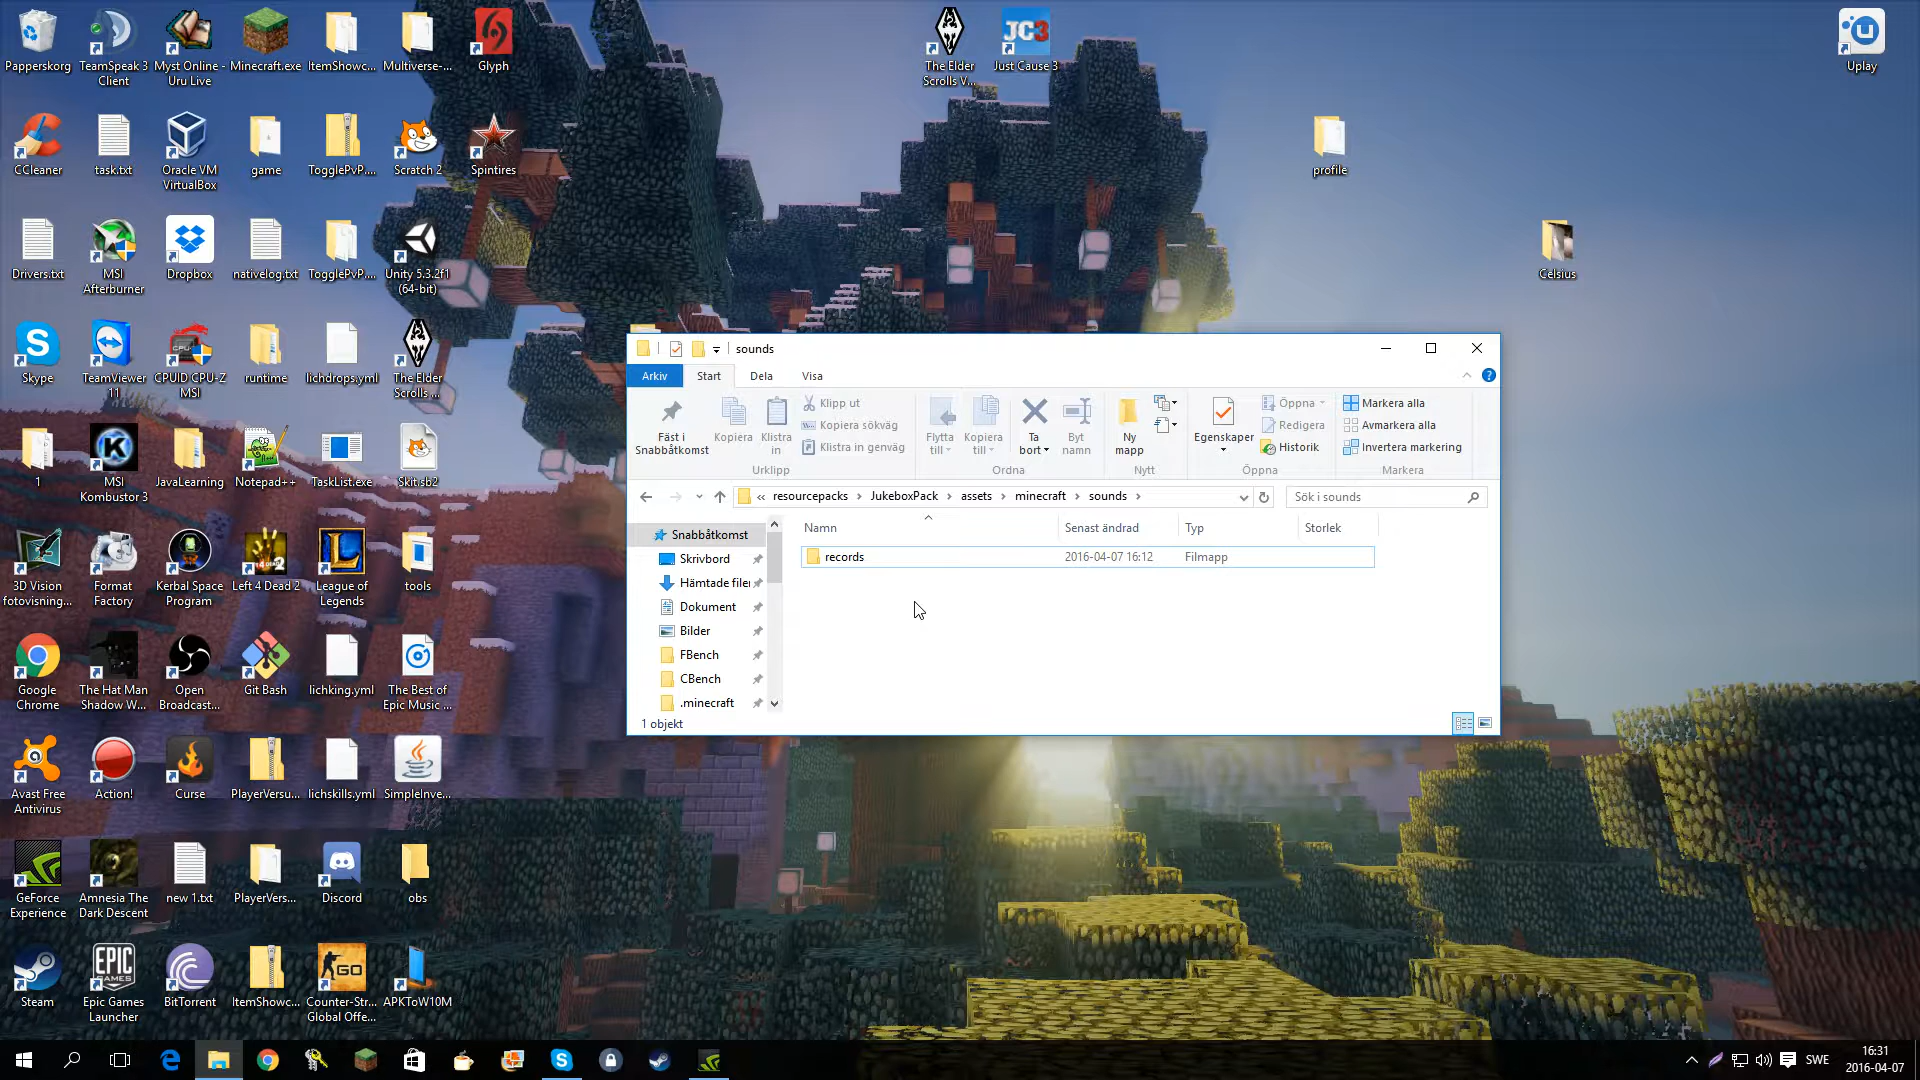 Papperskorg
TeamSpeak 3 Client
Myst Online - Uru Live
Minecraft.exe
ItemShowc...
Multiverse-...
Glyph
The Elder Scrolls V...
JC3
Just Cause 3
Uplay
CCleaner
task.txt
Oracle VM VirtualBox
game
TogglePvP....
Scratch 2
Spintires
profile
Drivers.txt
MSI Afterburner
Dropbox
nativelog.txt
TogglePvP....
Unity 5.3.2f1 (64-bit)
Celsius
Skype
TeamViewer 11
CPUID CPU-Z MSI
runtime
lichdrops.yml
The Elder Scrolls ...
1
MSI Kombustor 3
JavaLearning
Notepad++
TaskList.exe
Skit.sb2
3D Vision fotovisning...
Format Factory
Kerbal Space Program
Left 4 Dead 2
League of Legends
tools
Google Chrome
The Hat Man Shadow W...
Open Broadcast...
Git Bash
lichking.yml
The Best of Epic Music ...
Avast Free Antivirus
Action!
Curse
PlayerVersu...
lichskills.yml
SimpleInve...
GeForce Experience
Amnesia The Dark Descent
new 1.txt
PlayerVers...
Discord
obs
Steam
EPIC GAMES
Epic Games Launcher
BitTorrent
ItemShowc...
GO
Counter-Str... Global Offe...
APKToW10M
sounds
Arkiv
Start
Dela
Visa
Fäst i Snabbåtkomst
Kopiera
Klistra in
Klipp ut
Kopiera sökväg
Klistra in genväg
Urklipp
Flytta till
Kopiera till
Ta bort
Byt namn
Ordna
Ny mapp
Nytt
Egenskaper
Öppna
Redigera
Historik
Öppna
Markera alla
Avmarkera alla
Invertera markering
Markera
« resourcepacks › JukeboxPack › assets › minecraft › sounds ›
Sök i sounds
Namn
Senast ändrad
Typ
Storlek
Snabbåtkomst
Skrivbord
Hämtade filer
Dokument
Bilder
FBench
CBench
.minecraft
records
2016-04-07 16:12
Filmapp
1 objekt
SWE
16:31
2016-04-07